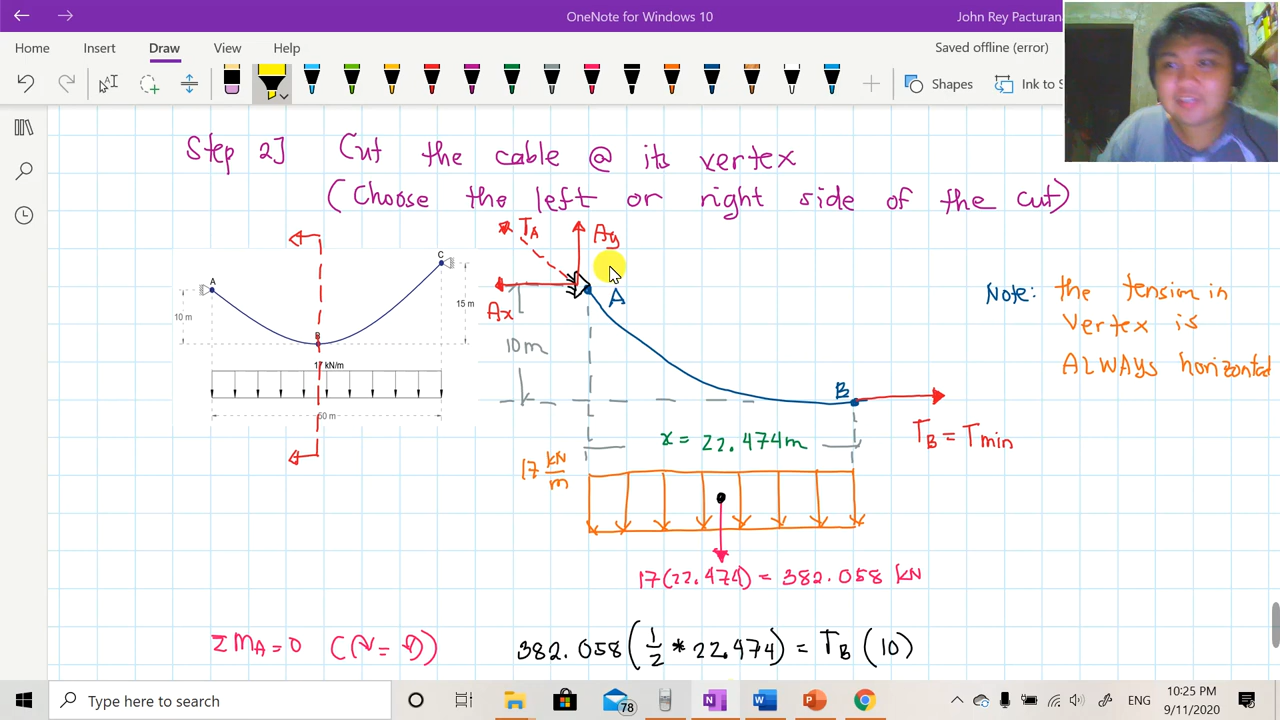 OneNote for Windows 10
John Rey Pacturan
Home Insert Draw View Help
Saved offline (error)
Shapes
Ink to S
Step 2] Cut the cable @ its vertex
(Choose the left or right side of the cut)
TA
Ay
Ax
A
10m
B
TB = Tmin
x = 22.474m
17 kN/m
17(22.474) = 382.058 kN
A
C
10 m
15 m
B
17 kN/m
50 m
Note: the tension in
vertex is
ALWAYS horizontal
ΣMA=0
382.058(1/2 * 22.474) = TB (10)
Type here to search
78
ENG
10:25 PM
9/11/2020